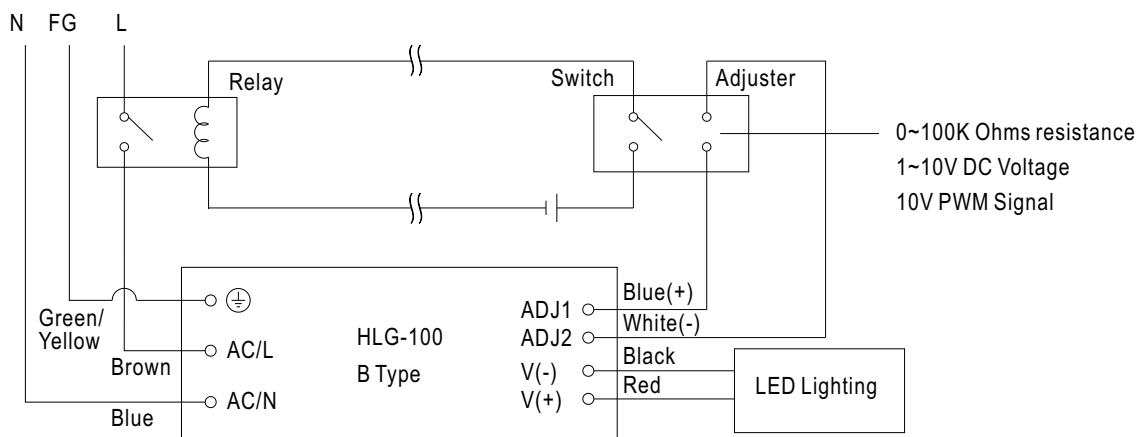 N FG L
Relay
Switch
Adjuster
0~100K Ohms resistance
1~10V DC Voltage
10V PWM Signal
Green/
Yellow
Brown
Blue
AC/L
AC/N
HLG-100
B Type
ADJ1
ADJ2
V(-)
V(+)
Blue(+)
White(-)
Black
Red
LED Lighting